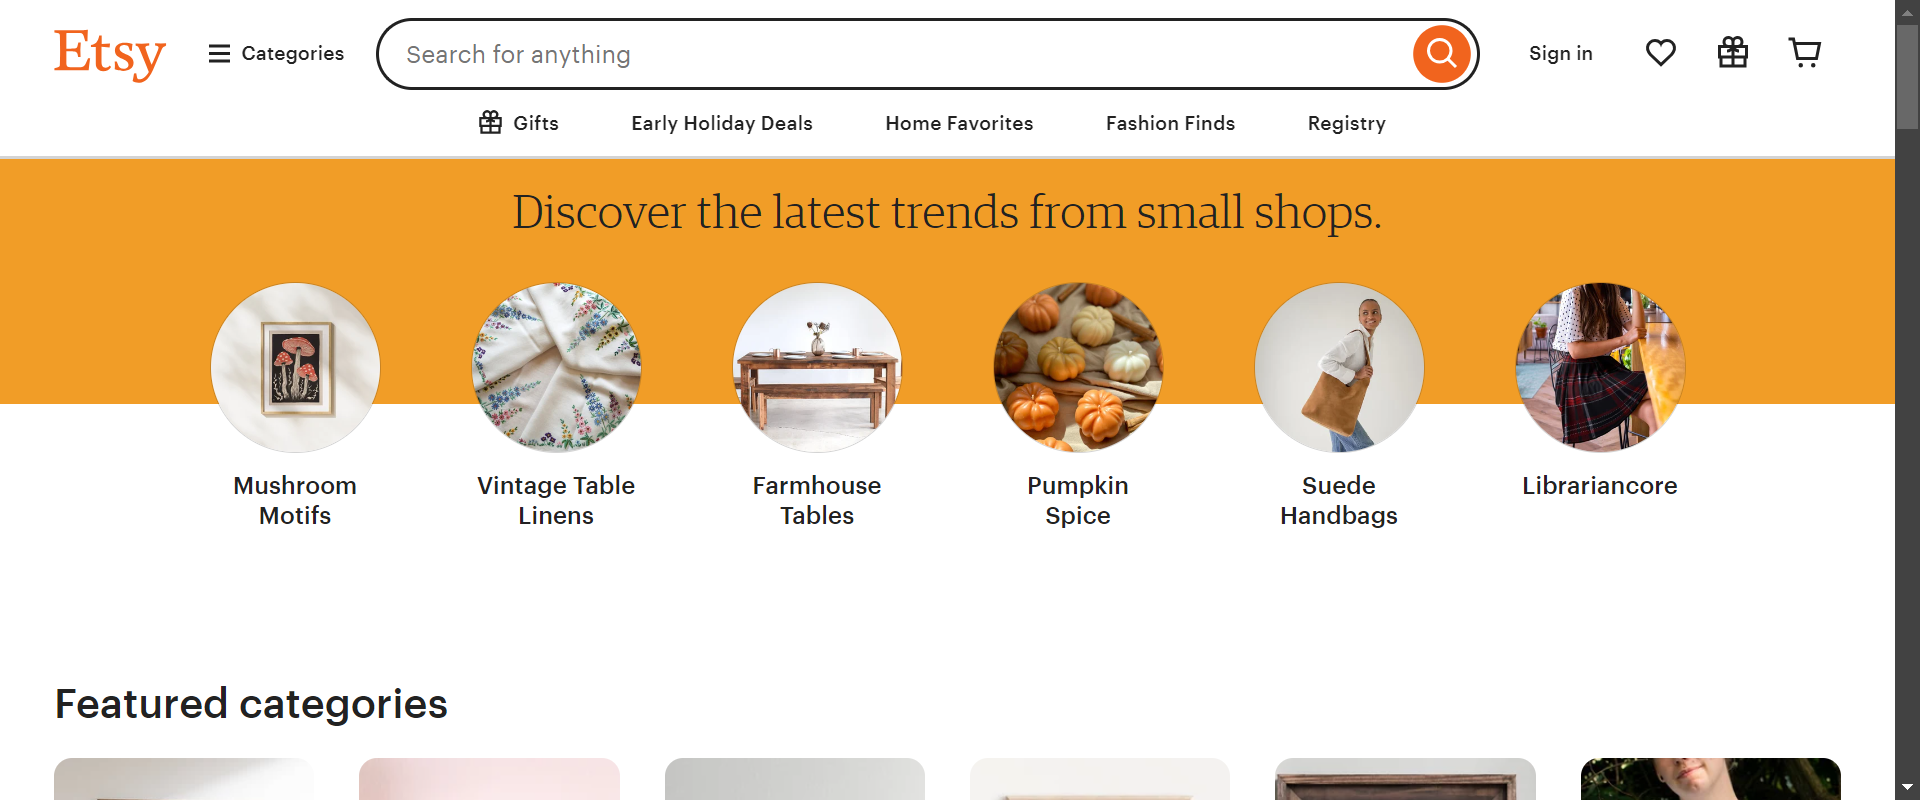 Etsy
Categories
Search for anything
Sign in
Gifts
Early Holiday Deals
Home Favorites
Fashion Finds
Registry
Discover the latest trends from small shops.
Mushroom
Motifs
Vintage Table
Linens
Farmhouse
Tables
Pumpkin
Spice
Suede
Handbags
Librariancore
Featured categories